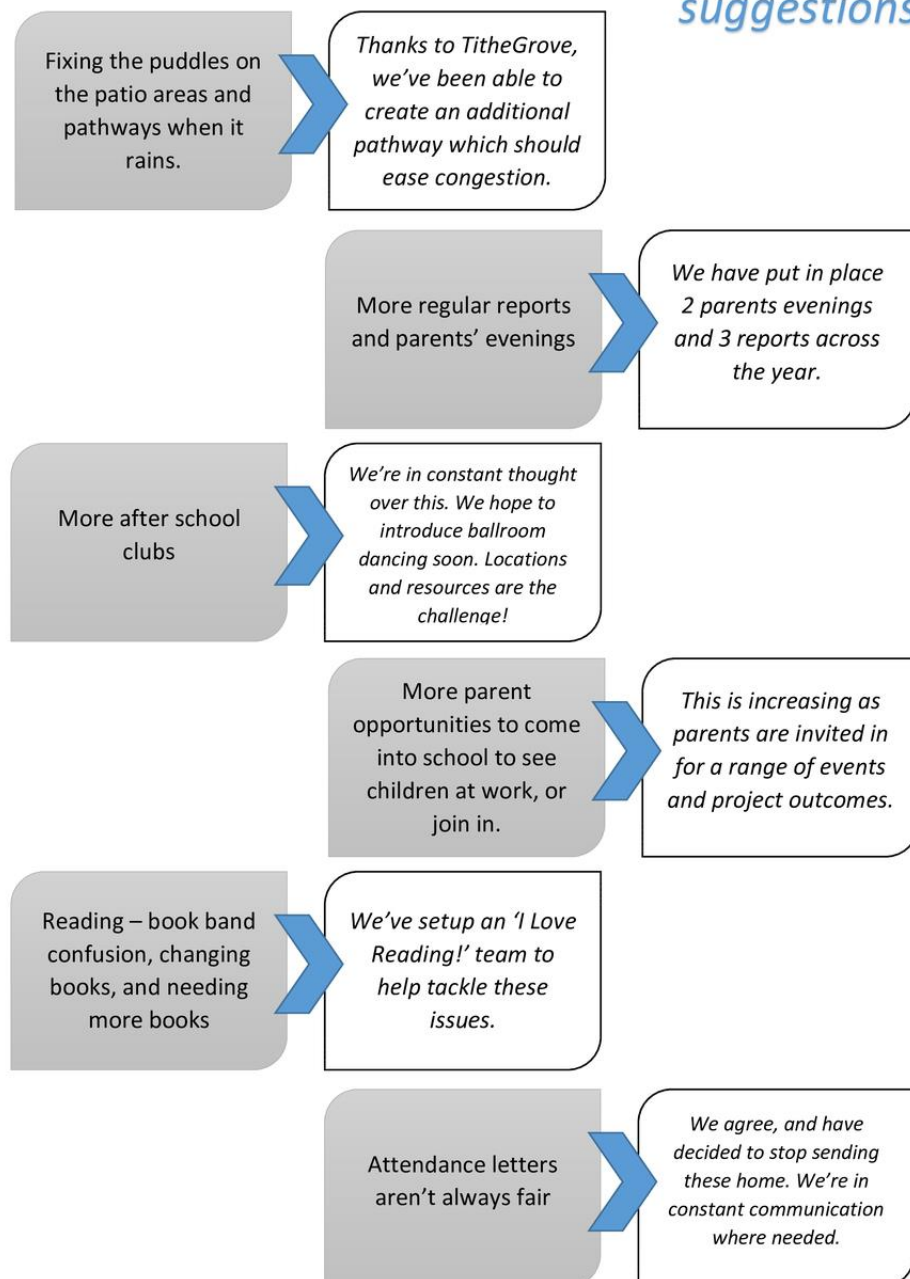 suggestions
Fixing the puddles on
the patio areas and
pathways when it
rains.
Thanks to TitheGrove,
we've been able to
create an additional
pathway which should
ease congestion.
More regular reports
and parents' evenings
We have put in place
2 parents evenings
and 3 reports across
the year.
More after school
clubs
We're in constant thought
over this. We hope to
introduce ballroom
dancing soon. Locations
and resources are the
challenge!
More parent
opportunities to come
into school to see
children at work, or
join in.
This is increasing as
parents are invited in
for a range of events
and project outcomes.
Reading – book band
confusion, changing
books, and needing
more books
We've setup an 'I Love
Reading!' team to
help tackle these
issues.
Attendance letters
aren't always fair
We agree, and have
decided to stop sending
these home. We're in
constant communication
where needed.